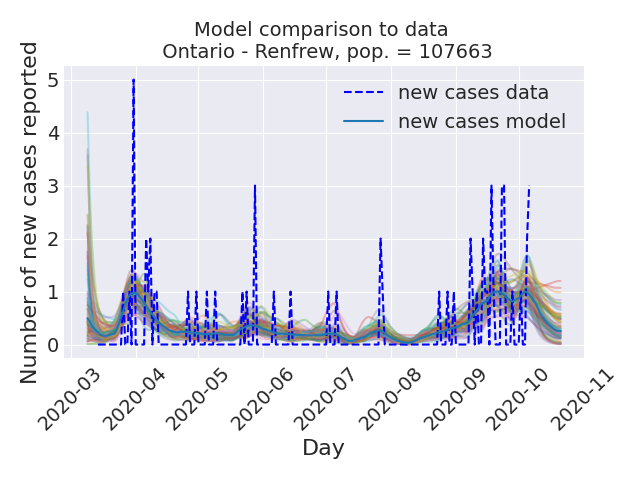 Model comparison to data
Ontario - Renfrew, pop. = 107663
Number of new cases reported
5
4
3
2
1
0
new cases data
new cases model
2020-03
2020-04
2020-05
2020-06
2020-07
2020-08
2020-09
2020-10
2020-11
Day